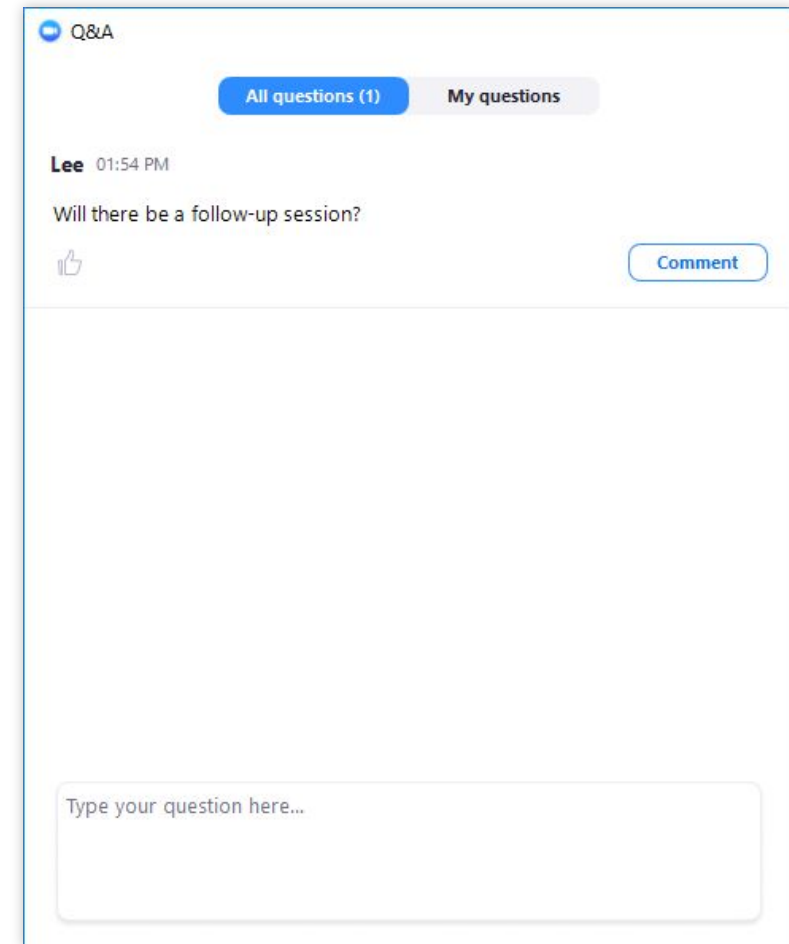 Q&A
All questions (1) My questions
Lee 01:54 PM
Will there be a follow-up session?
Comment
Type your question here...